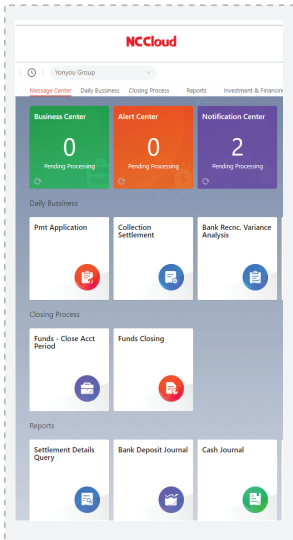 NCCloud
Yonyou Group
Message Center Daily Bussiness Closing Process Reports Investment & Financing
Business Center Alert Center Notification Center
0 0 2
Pending Processing Pending Processing Pending Processing
Daily Bussiness
Pmt Application Collection Settlement Bank Recnc. Variance Analysis
Closing Process
Funds - Close Acct Period Funds Closing
Reports
Settlement Details Query Bank Deposit Journal Cash Journal